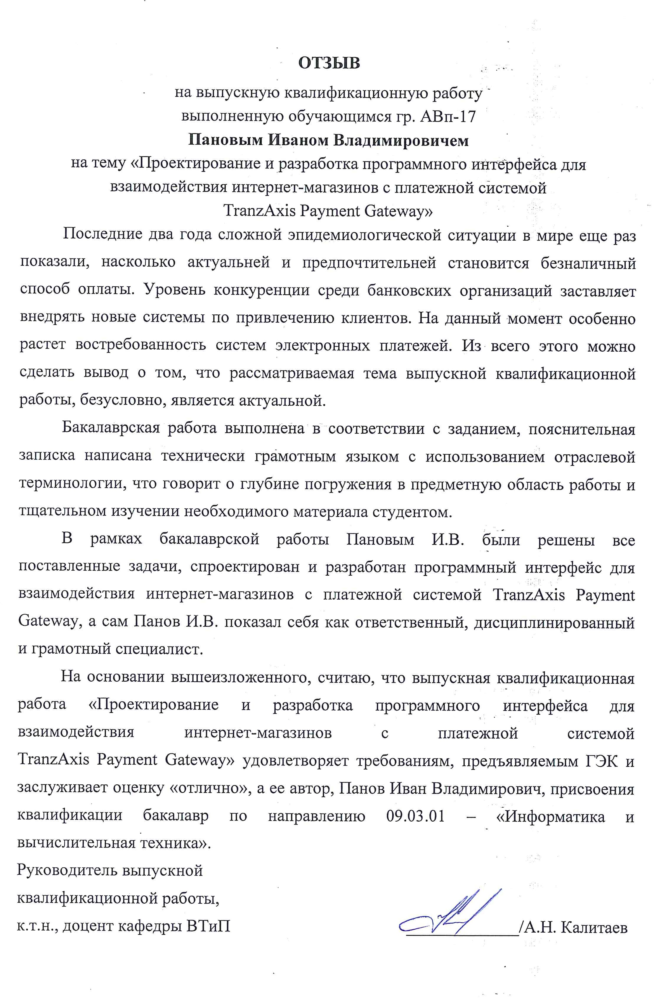 ОТЗЫВ
на выпускную квалификационную работу
выполненную обучающимся гр. АВп-17
Пановым Иваном Владимировичем
на тему «Проектирование и разработка программного интерфейса для
взаимодействия интернет-магазинов с платежной системой
TranzAxis Payment Gateway»
Последние два года сложной эпидемиологической ситуации в мире еще раз
показали, насколько актуальней и предпочтительней становится безналичный
способ оплаты. Уровень конкуренции среди банковских организаций заставляет
внедрять новые системы по привлечению клиентов. На данный момент особенно
растет востребованность систем электронных платежей. Из всего этого можно
сделать вывод о том, что рассматриваемая тема выпускной квалификационной
работы, безусловно, является актуальной.
Бакалаврская работа выполнена в соответствии с заданием, пояснительная
записка написана технически грамотным языком с использованием отраслевой
терминологии, что говорит о глубине погружения в предметную область работы и
тщательном изучении необходимого материала студентом.
В рамках бакалаврской работы Пановым И.В. были решены все
поставленные задачи, спроектирован и разработан программный интерфейс для
взаимодействия интернет-магазинов с платежной системой TranzAxis Payment
Gateway, а сам Панов И.В. показал себя как ответственный, дисциплинированный
и грамотный специалист.
На основании вышеизложенного, считаю, что выпускная квалификационная
работа «Проектирование и разработка программного интерфейса для
взаимодействия интернет-магазинов с платежной системой
TranzAxis Payment Gateway» удовлетворяет требованиям, предъявляемым ГЭК и
заслуживает оценку «отлично», а ее автор, Панов Иван Владимирович, присвоения
квалификации бакалавр по направлению 09.03.01 – «Информатика и
вычислительная техника».
Руководитель выпускной
квалификационной работы,
к.т.н., доцент кафедры ВТиП /А.Н. Калитаев